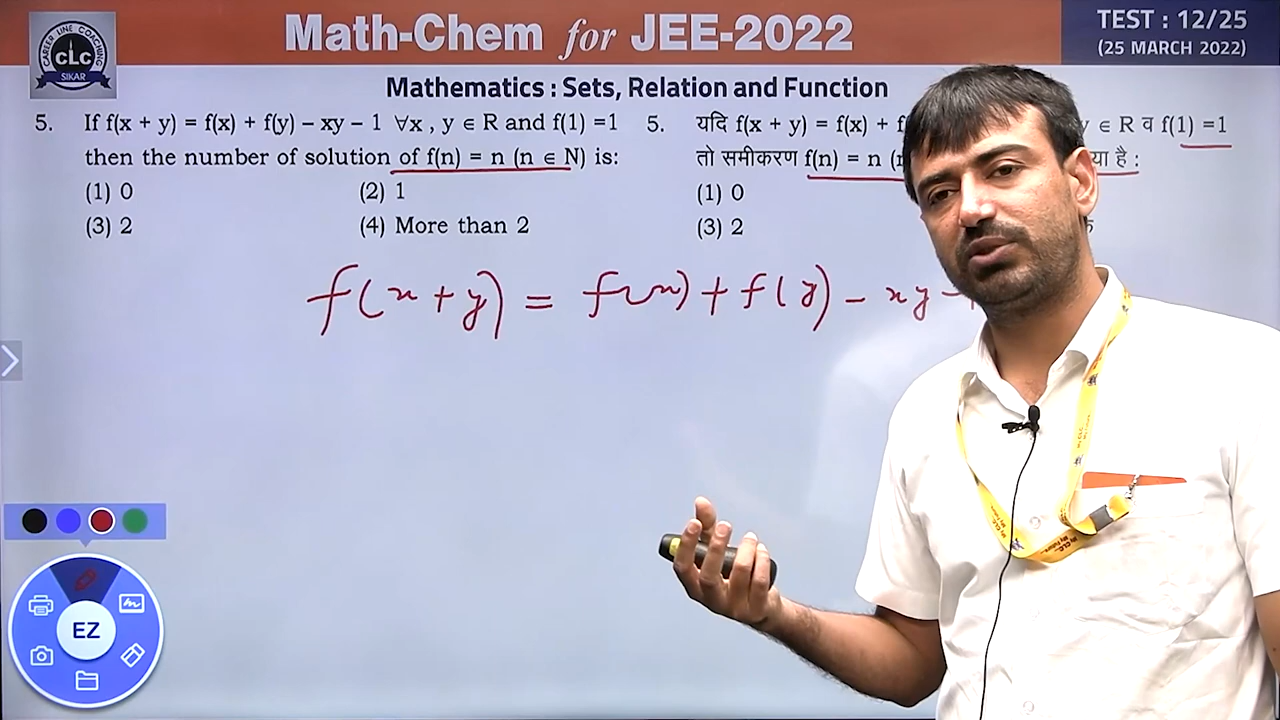 CAREER LINE COACHING
CLC
SIKAR
Math-Chem for JEE-2022
TEST : 12/25
(25 MARCH 2022)
Mathematics : Sets, Relation and Function
5. If f(x + y) = f(x) + f(y) – xy – 1 ∀x , y ∈ R and f(1) =1
then the number of solution of f(n) = n (n ∈ N) is:
(1) 0 (2) 1
(3) 2 (4) More than 2
5. यदि f(x + y) = f(x) + f y ∈ R व f(1) =1
तो समीकरण f(n) = n है :
(1) 0
(3) 2
f(x + y) = f(x) + f(y) – xy –
EZ